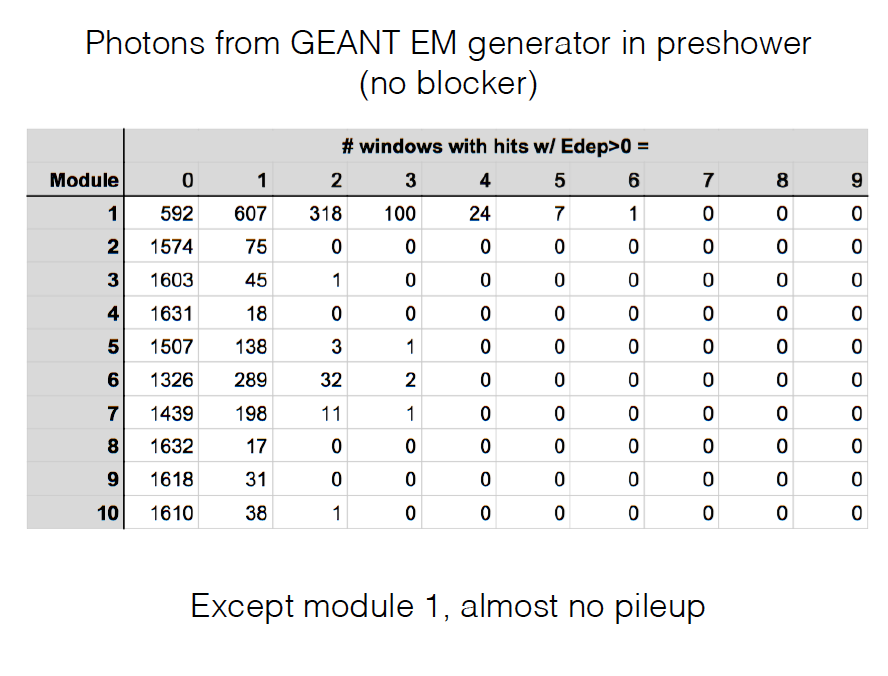 Photons from GEANT EM generator in preshower
(no blocker)
# windows with hits w/ Edep>0 =
Module 0 1 2 3 4 5 6 7 8 9
1 592 607 318 100 24 7 1 0 0 0
2 1574 75 0 0 0 0 0 0 0 0
3 1603 45 1 0 0 0 0 0 0 0
4 1631 18 0 0 0 0 0 0 0 0
5 1507 138 3 1 0 0 0 0 0 0
6 1326 289 32 2 0 0 0 0 0 0
7 1439 198 11 1 0 0 0 0 0 0
8 1632 17 0 0 0 0 0 0 0 0
9 1618 31 0 0 0 0 0 0 0 0
10 1610 38 1 0 0 0 0 0 0 0
Except module 1, almost no pileup